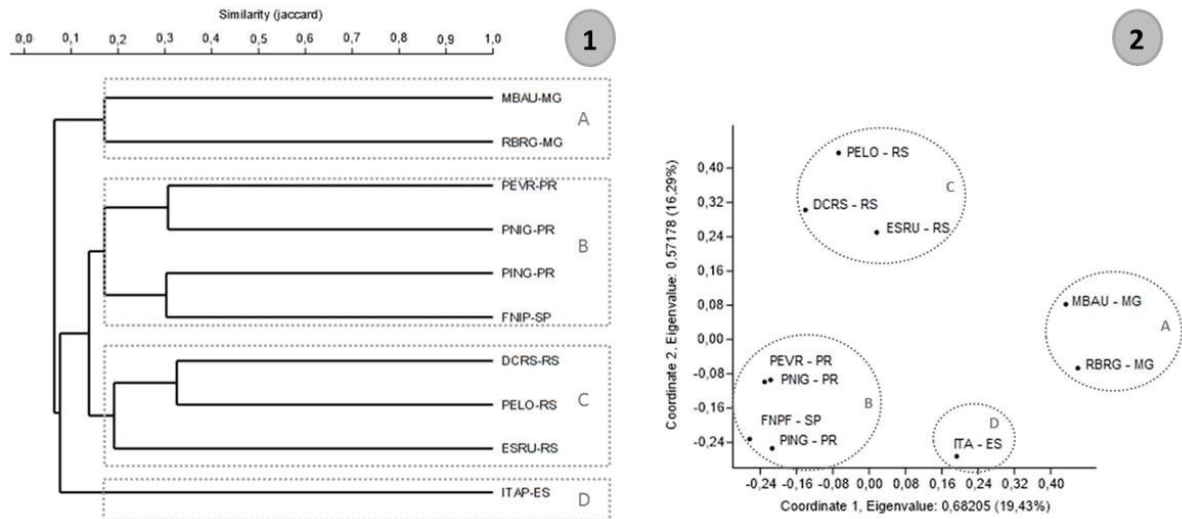 Similarity (jaccard)
0,0 0,1 0,2 0,3 0,4 0,5 0,6 0,7 0,8 0,9 1,0
1
MBAU-MG
A
RBRG-MG
PEVR-PR
PNIG-PR
B
PING-PR
FNIP-SP
DCRS-RS
PELO-RS
C
ESRU-RS
ITAP-ES
D
2
Coordinate 2, Eigenvalue: 0,57178 (16,29%)
0,40
0,32
0,24
0,16
0,08
0,00
-0,08
-0,16
-0,24
PELO - RS
C
DCRS - RS
ESRU - RS
MBAU - MG
A
RBRG - MG
PEVR - PR
PNIG - PR
B
FNPF - SP
PING - PR
D
ITA - ES
-0,24 -0,16 -0,08 0,00 0,08 0,16 0,24 0,32 0,40
Coordinate 1, Eigenvalue: 0,68205 (19,43%)